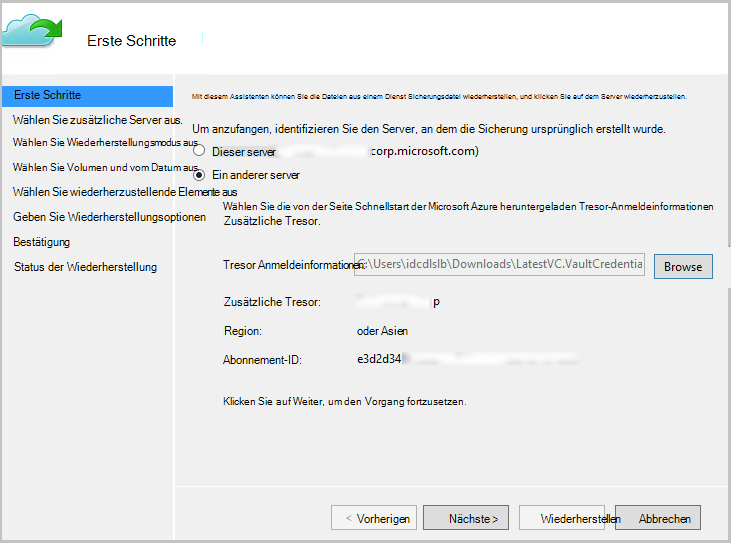 Erste Schritte
Erste Schritte
Wählen Sie zusätzliche Server aus.
Wählen Sie Wiederherstellungsmodus aus
Wählen Sie Volumen und vom Datum aus
Wählen Sie wiederherzustellende Elemente aus
Geben Sie Wiederherstellungsoptionen
Bestätigung
Status der Wiederherstellung
Mit diesem Assistenten können Sie die Dateien aus einem Dienst Sicherungsdatei wiederherstellen, und klicken Sie auf dem Server wiederherzustellen.
Um anzufangen, identifizieren Sie den Server, an dem die Sicherung ursprünglich erstellt wurde.
Dieser server corp.microsoft.com)
Ein anderer server
Wählen Sie die von der Seite Schnellstart der Microsoft Azure heruntergeladen Tresor-Anmeldeinformationen
Zusätzliche Tresor.
Tresor Anmeldeinformationen: C:\Users\idcdlslb\Downloads\LatestVC.VaultCredentia
Browse
Zusätzliche Tresor: p
Region: oder Asien
Abonnement-ID: e3d2d34
Klicken Sie auf Weiter, um den Vorgang fortzusetzen.
< Vorherigen Nächste > Wiederherstellen Abbrechen